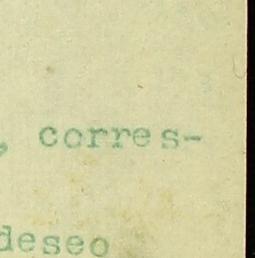 , corres-
deseo